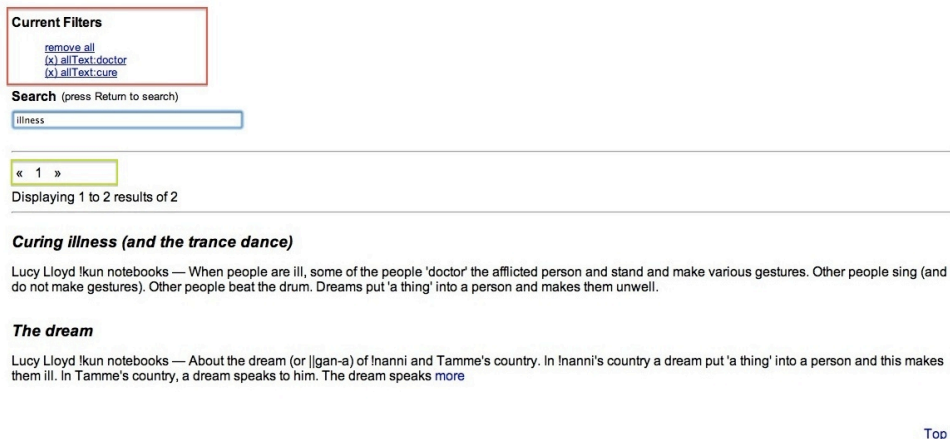 Current Filters
remove all
(x) allText:doctor
(x) allText:cure
Search (press Return to search)
illness
« 1 »
Displaying 1 to 2 results of 2
Curing illness (and the trance dance)
Lucy Lloyd !kun notebooks — When people are ill, some of the people 'doctor' the afflicted person and stand and make various gestures. Other people sing (and
do not make gestures). Other people beat the drum. Dreams put 'a thing' into a person and makes them unwell.
The dream
Lucy Lloyd !kun notebooks — About the dream (or ||gan-a) of !nanni and Tamme's country. In !nanni's country a dream put 'a thing' into a person and this makes
them ill. In Tamme's country, a dream speaks to him. The dream speaks more
Top